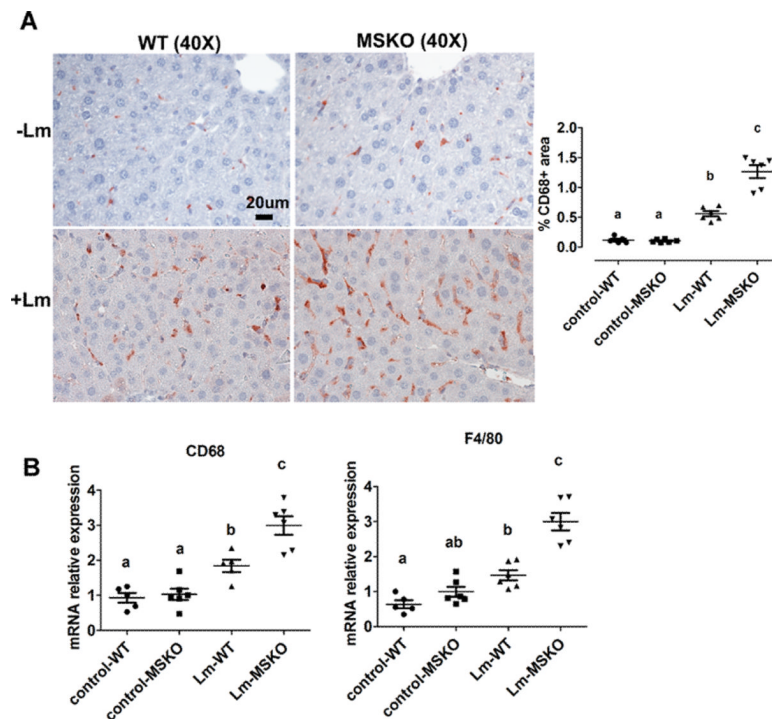 A
WT (40X)
MSKO (40X)
-Lm
20um
+Lm
% CD68+ area
2.0
1.5
1.0
0.5
0.0
a
a
b
c
control-WT
control-MSKO
Lm-WT
Lm-MSKO
B
CD68
mRNA relative expression
4
3
2
1
0
a
a
b
c
control-WT
control-MSKO
Lm-WT
Lm-MSKO
F4/80
mRNA relative expression
4
3
2
1
0
a
ab
b
c
control-WT
control-MSKO
Lm-WT
Lm-MSKO